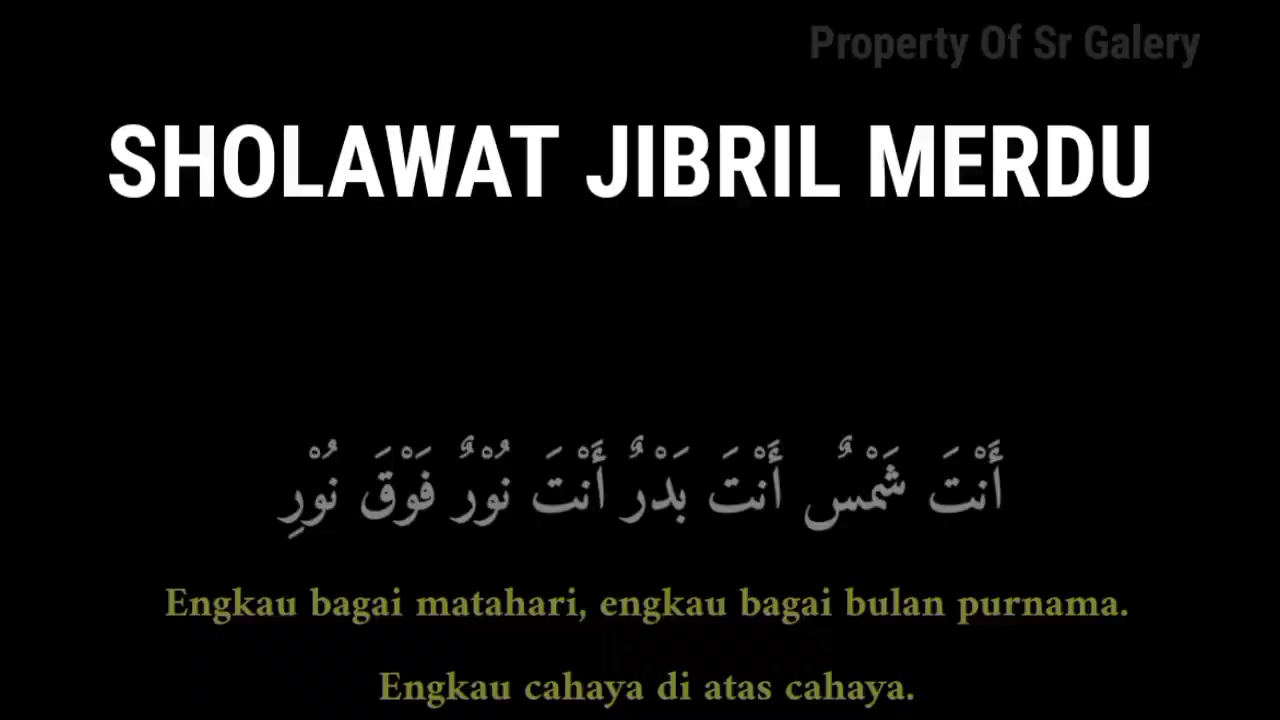 Property Of Sr Galery
SHOLAWAT JIBRIL MERDU
أَنْتَ شَمْسٌ أَنْتَ بَدْرٌ أَنْتَ نُوْرٌ فَوْقَ نُوْرِ
Engkau bagai matahari, engkau bagai bulan purnama.
Engkau cahaya di atas cahaya.